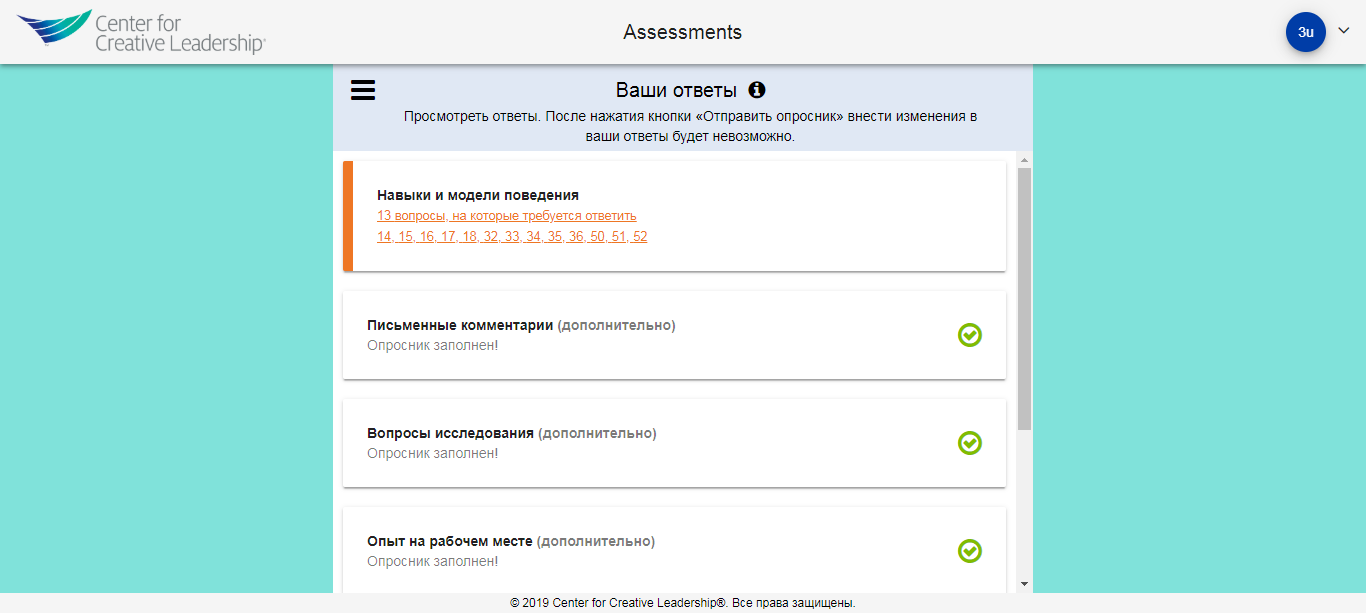 Center for
Creative Leadership®
Assessments
3u
Ваши ответы
Просмотреть ответы. После нажатия кнопки «Отправить опросник» внести изменения в
ваши ответы будет невозможно.
Навыки и модели поведения
13 вопросы, на которые требуется ответить
14, 15, 16, 17, 18, 32, 33, 34, 35, 36, 50, 51, 52
Письменные комментарии (дополнительно)
Опросник заполнен!
Вопросы исследования (дополнительно)
Опросник заполнен!
Опыт на рабочем месте (дополнительно)
Опросник заполнен!
© 2019 Center for Creative Leadership®. Все права защищены.